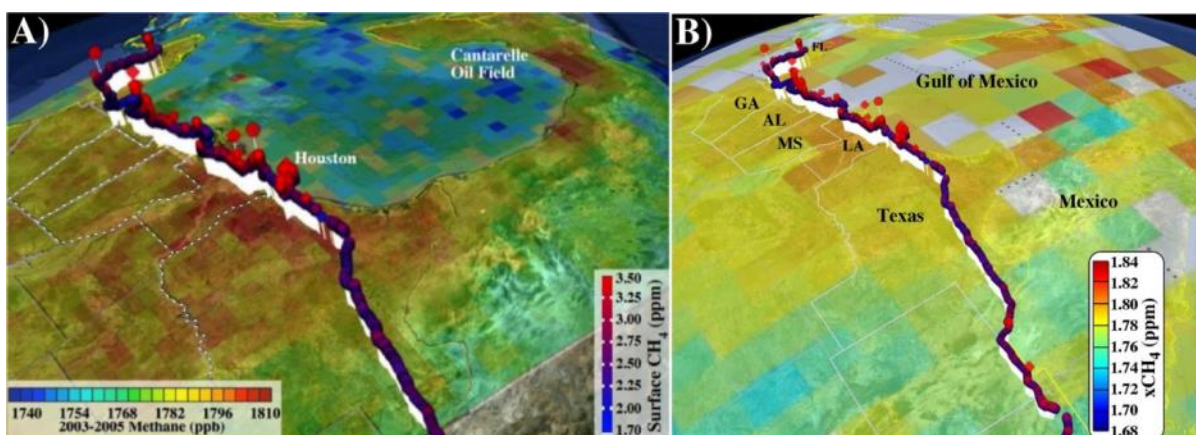 A)
Cantarelle
Oil Field
Houston
3.50
3.25
3.00
2.75
2.50
2.25
2.00
1.70
Surface CH4 (ppm)
1740 1754 1768 1782 1796 1810
2003-2005 Methane (ppb)
B)
FL
Gulf of Mexico
GA
AL
MS
LA
Texas
Mexico
1.84
1.82
1.80
1.78
1.76
1.74
1.72
1.70
1.68
xCH4 (ppm)